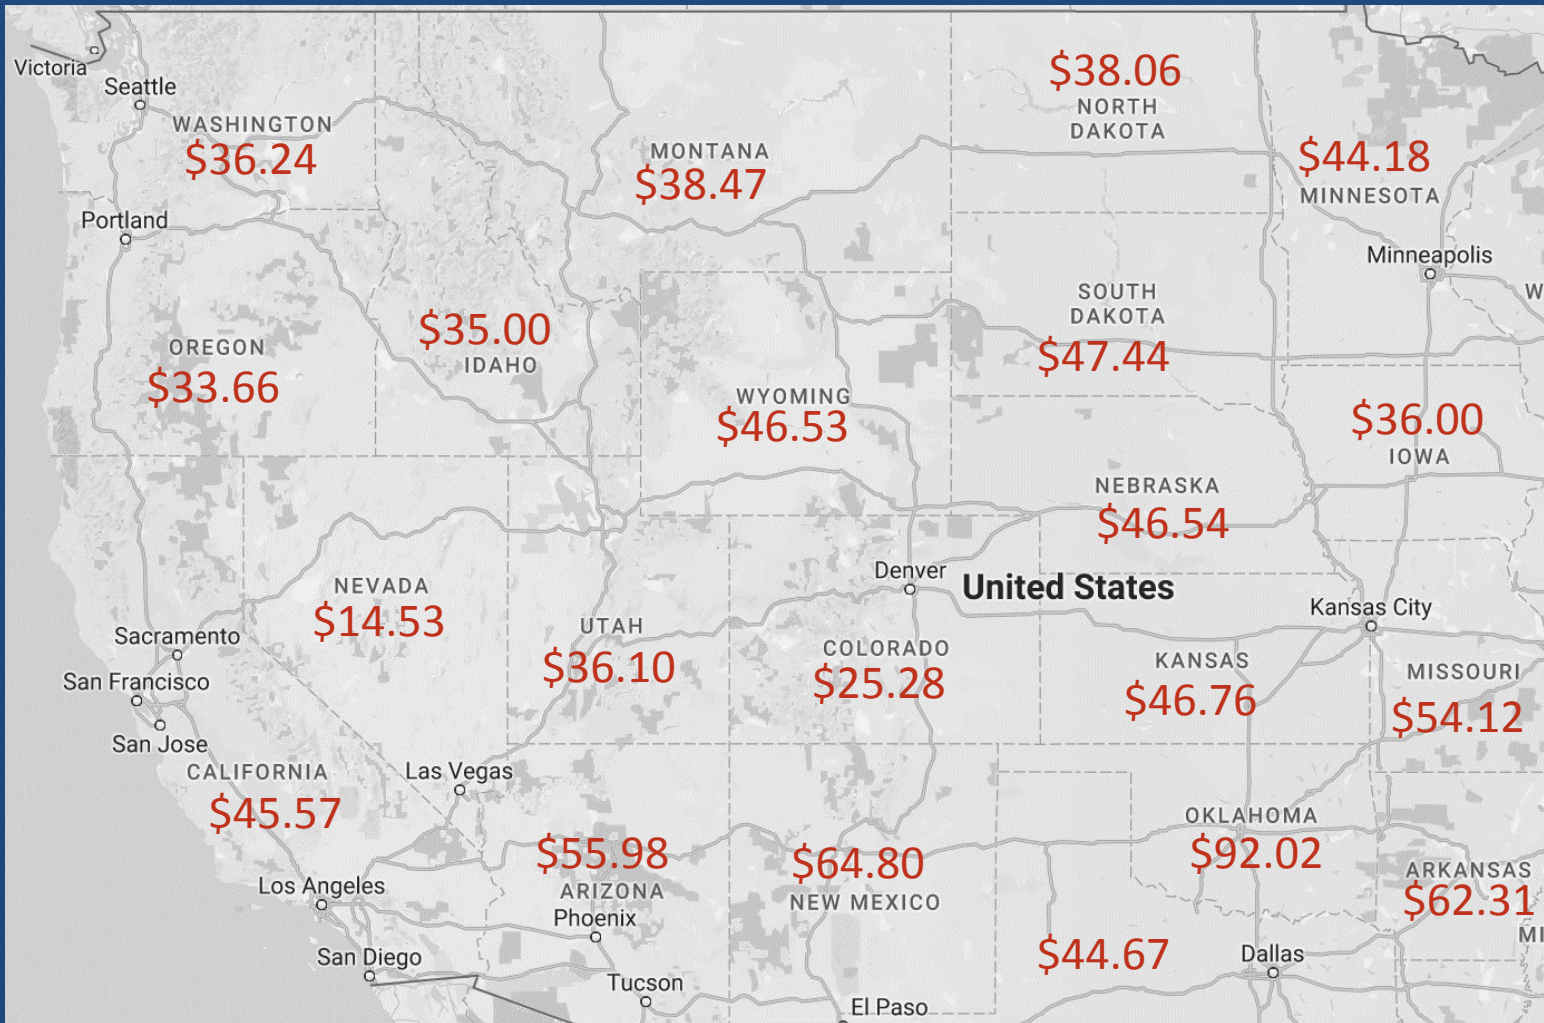 Victoria
Seattle
WASHINGTON
$36.24
Portland
OREGON
$33.66
$35.00
IDAHO
MONTANA
$38.47
$38.06
NORTH
DAKOTA
$44.18
MINNESOTA
Minneapolis
W
SOUTH
DAKOTA
$47.44
WYOMING
$46.53
$36.00
IOWA
NEBRASKA
$46.54
Denver
United States
Kansas City
NEVADA
$14.53
UTAH
$36.10
COLORADO
$25.28
KANSAS
$46.76
MISSOURI
$54.12
Sacramento
San Francisco
San Jose
CALIFORNIA
$45.57
Las Vegas
Los Angeles
San Diego
$55.98
ARIZONA
Phoenix
Tucson
$64.80
NEW MEXICO
El Paso
OKLAHOMA
$92.02
ARKANSAS
$62.31
MI
$44.67
Dallas